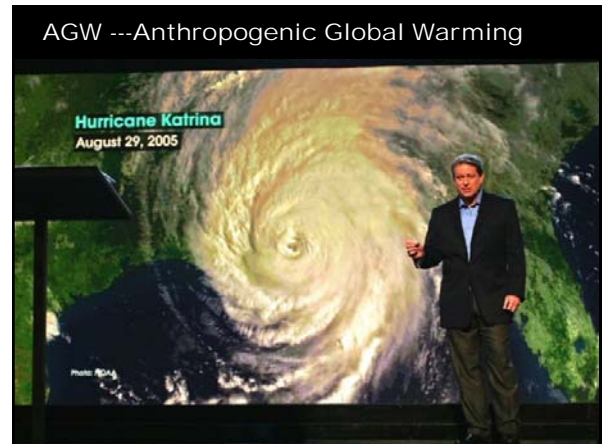 AGW ---Anthropogenic Global Warming
Hurricane Katrina
August 29, 2005
Photo: NOAA